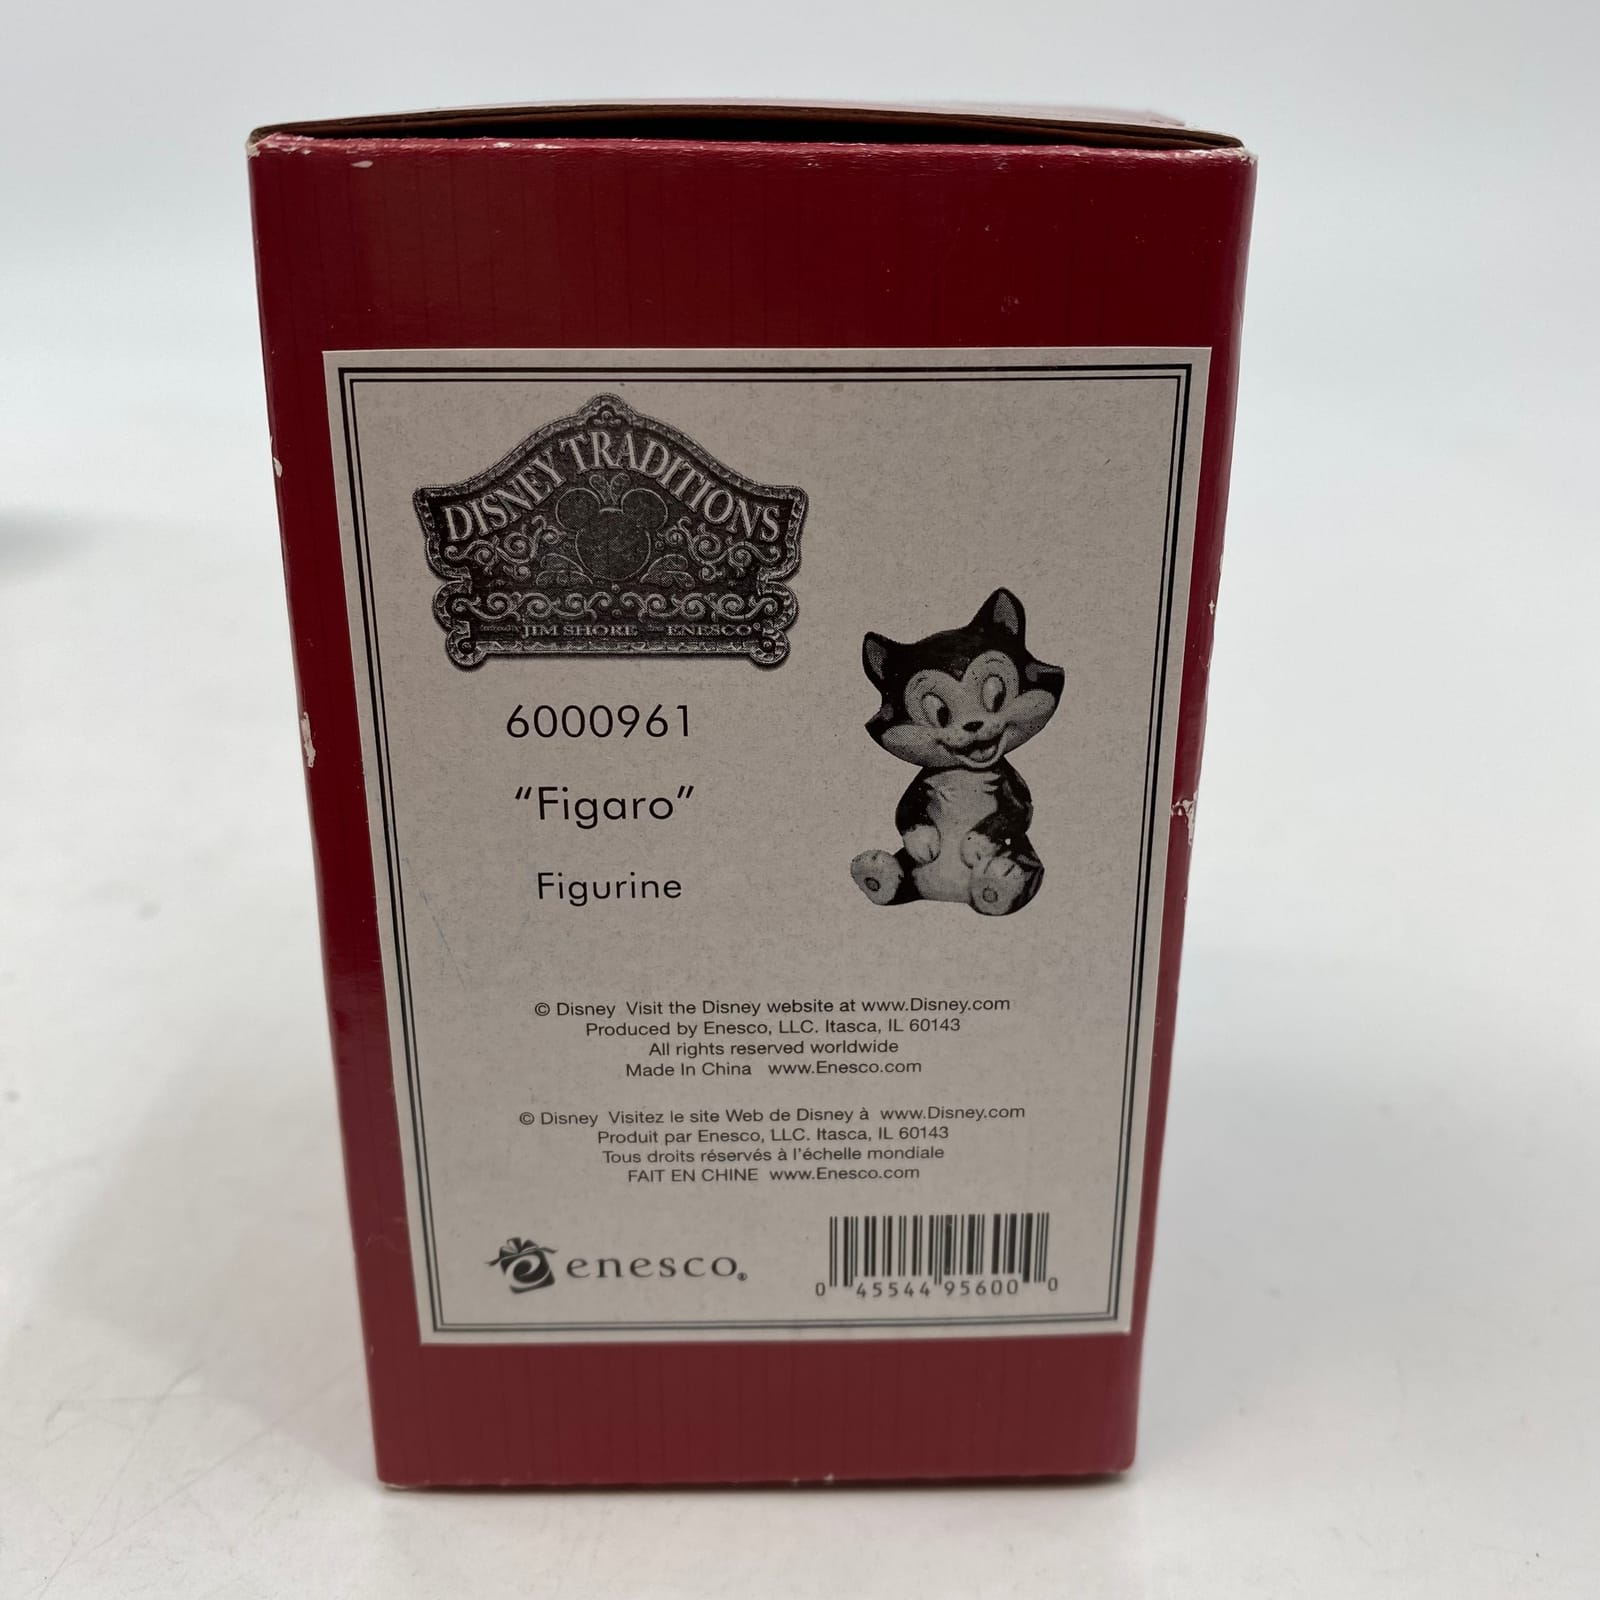 DISNEY TRADITIONS
JIM SHORE ENESCO®
6000961
“Figaro”
Figurine
© Disney Visit the Disney website at www.Disney.com
Produced by Enesco, LLC. Itasca, IL 60143
All rights reserved worldwide
Made In China www.Enesco.com
© Disney Visitez le site Web de Disney à www.Disney.com
Produit par Enesco, LLC. Itasca, IL 60143
Tous droits réservés à l’échelle mondiale
FAIT EN CHINE www.Enesco.com
enesco®
0 45544 95600 0